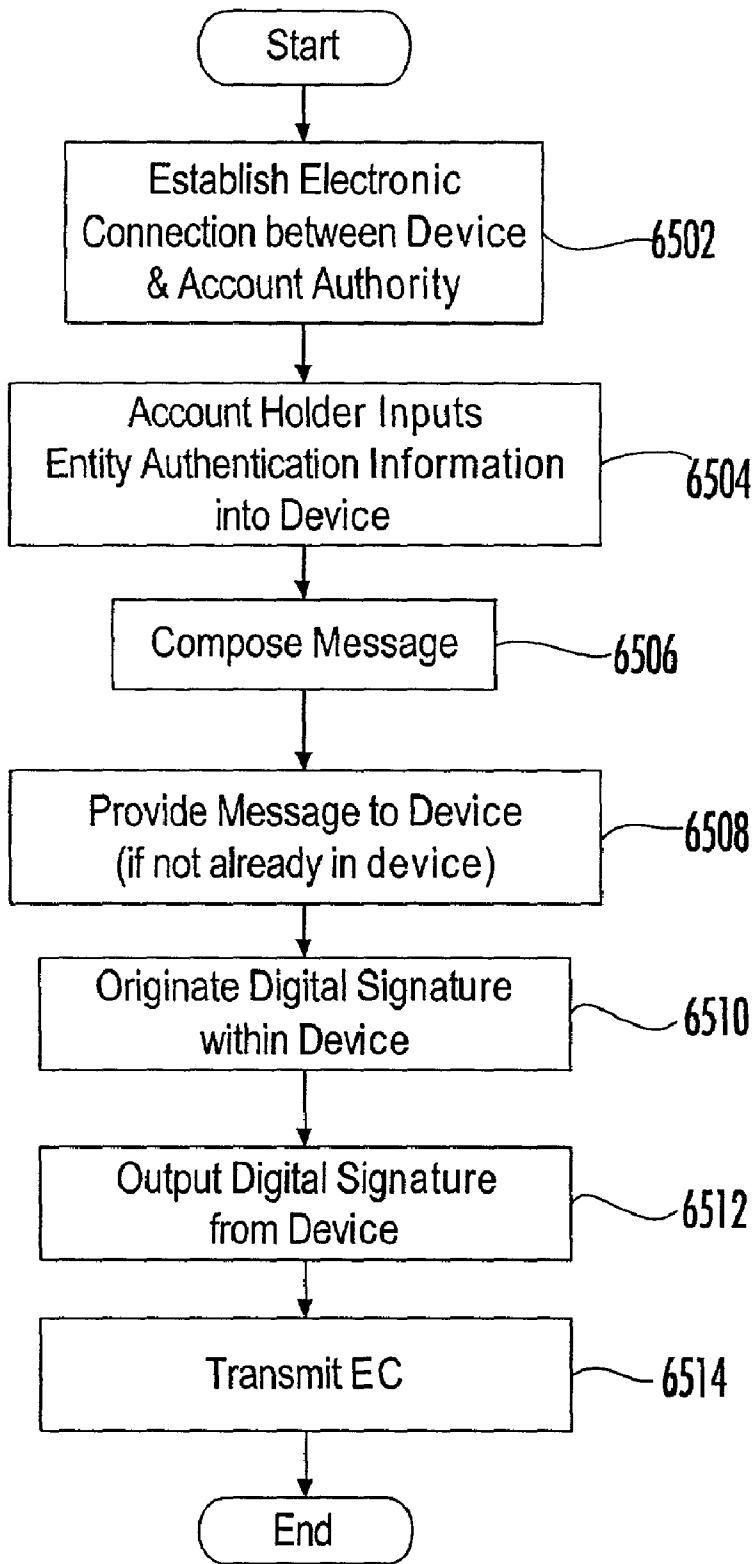 Start
Establish Electronic
Connection between Device
& Account Authority
6502
Account Holder Inputs
Entity Authentication Information
into Device
6504
Compose Message
6506
Provide Message to Device
(if not already in device)
6508
Originate Digital Signature
within Device
6510
Output Digital Signature
from Device
6512
Transmit EC
6514
End